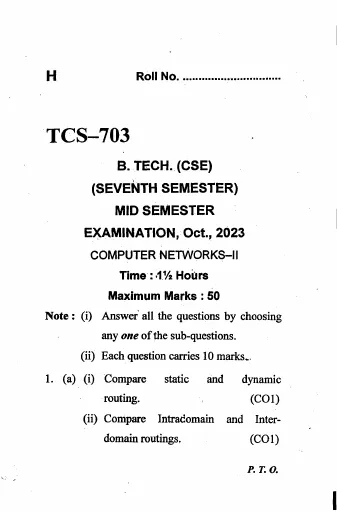 H Roll No. ...............................
TCS–703
B. TECH. (CSE)
(SEVENTH SEMESTER)
MID SEMESTER
EXAMINATION, Oct., 2023
COMPUTER NETWORKS–II
Time : 1½ Hours
Maximum Marks : 50
Note : (i) Answer all the questions by choosing
any one of the sub-questions.
(ii) Each question carries 10 marks.
1. (a) (i) Compare static and dynamic
routing. (CO1)
(ii) Compare Intradomain and Inter-
domain routings. (CO1)
P. T. O.